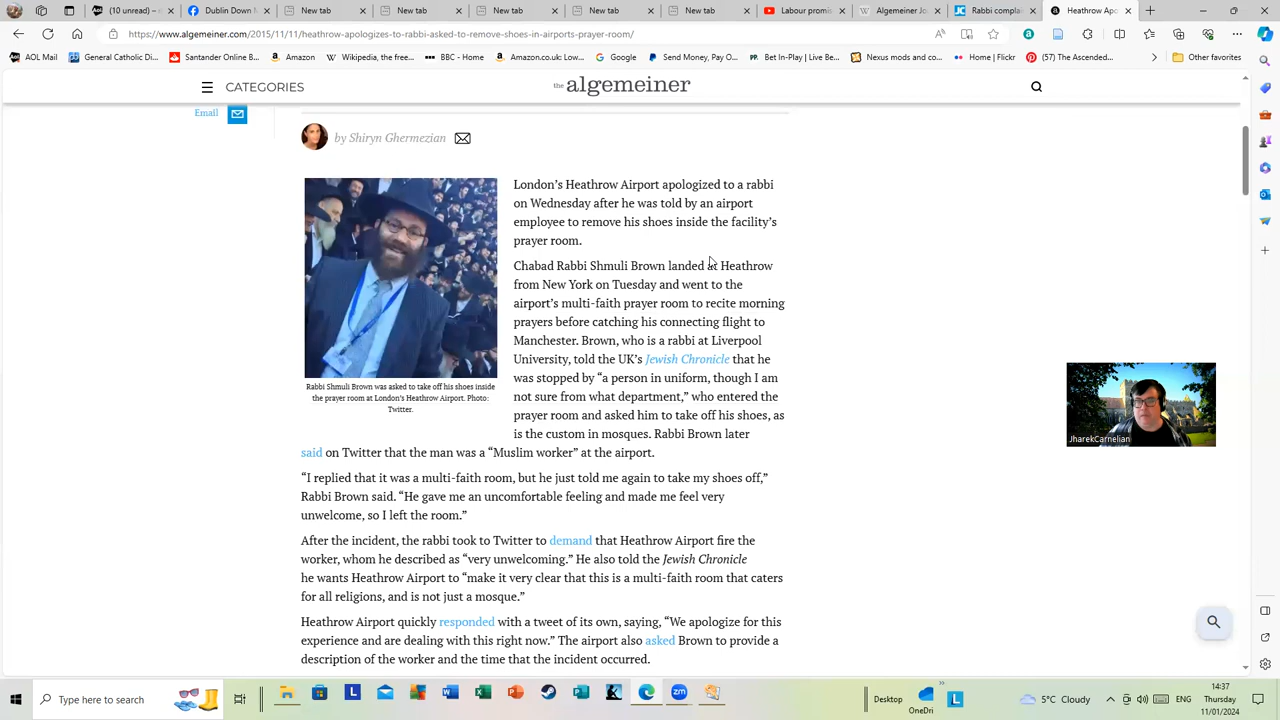 (10 unread) -
Dublin Down
Labour promis
Algemeiner Jo
Rabbi complai
Heathrow Apo
https://www.algemeiner.com/2015/11/11/heathrow-apologizes-to-rabbi-asked-to-remove-shoes-in-airports-prayer-room/
AOL Mail
General Catholic Di...
Santander Online B...
Amazon
Wikipedia, the free...
BBC - Home
Amazon.co.uk: Low...
Google
Send Money, Pay O...
Bet In-Play | Live Be...
Nexus mods and co...
Home | Flickr
(57) The Ascended...
Other favorites
CATEGORIES
the algemeiner
Email
by Shiryn Ghermezian
London’s Heathrow Airport apologized to a rabbi
on Wednesday after he was told by an airport
employee to remove his shoes inside the facility’s
prayer room.
Chabad Rabbi Shmuli Brown landed at Heathrow
from New York on Tuesday and went to the
airport’s multi-faith prayer room to recite morning
prayers before catching his connecting flight to
Manchester. Brown, who is a rabbi at Liverpool
University, told the UK’s Jewish Chronicle that he
was stopped by “a person in uniform, though I am
not sure from what department,” who entered the
prayer room and asked him to take off his shoes, as
is the custom in mosques. Rabbi Brown later
said on Twitter that the man was a “Muslim worker” at the airport.
Rabbi Shmuli Brown was asked to take off his shoes inside
the prayer room at London’s Heathrow Airport. Photo:
Twitter.
“I replied that it was a multi-faith room, but he just told me again to take my shoes off,”
Rabbi Brown said. “He gave me an uncomfortable feeling and made me feel very
unwelcome, so I left the room.”
After the incident, the rabbi took to Twitter to demand that Heathrow Airport fire the
worker, whom he described as “very unwelcoming.” He also told the Jewish Chronicle
he wants Heathrow Airport to “make it very clear that this is a multi-faith room that caters
for all religions, and is not just a mosque.”
Heathrow Airport quickly responded with a tweet of its own, saying, “We apologize for this
experience and are dealing with this right now.” The airport also asked Brown to provide a
description of the worker and the time that the incident occurred.
JharekCarnelian
Type here to search
Desktop
OneDri
5°C Cloudy
ENG
14:37
Thursday
11/01/2024